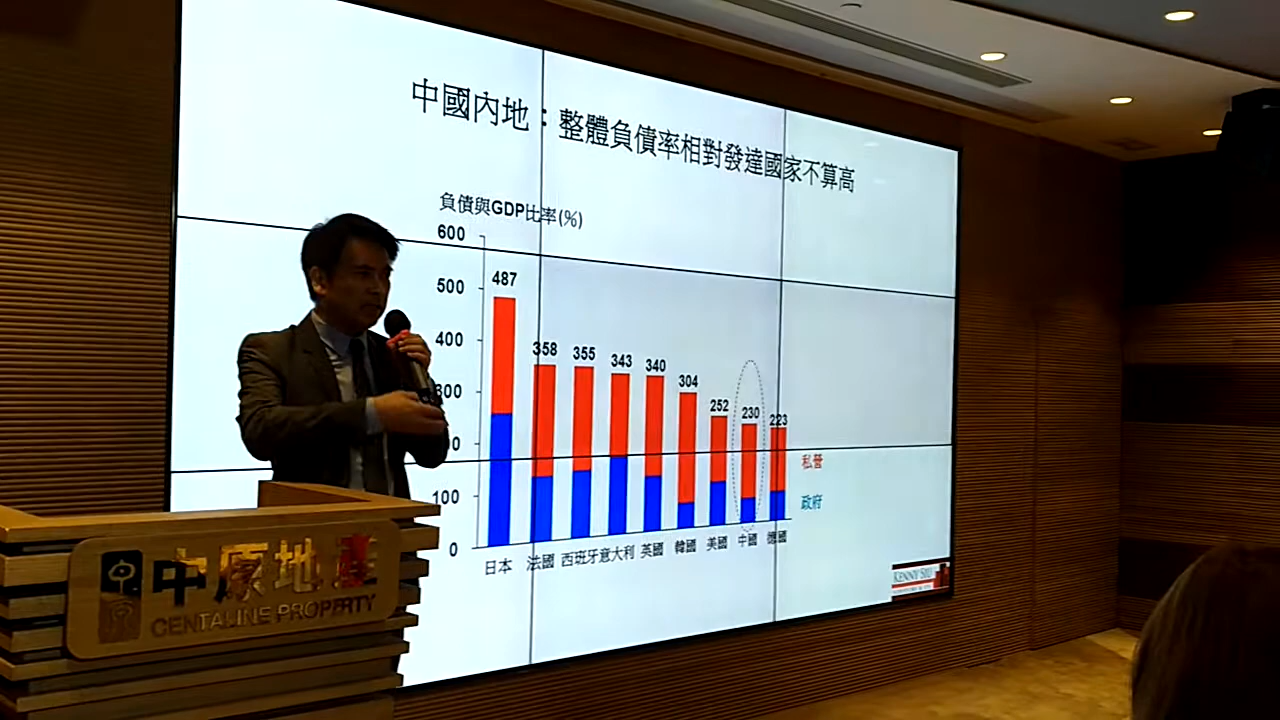 中國內地：整體負債率相對發達國家不算高
負債與GDP比率(%)
600
500
400
300
100
0
487
358
355
343
340
304
252
230
223
日本 法國 西班牙 意大利 英國 韓國 美國 中國 德國
私營
政府
KENNY SIU
中原地產
CENTALINE PROPERTY